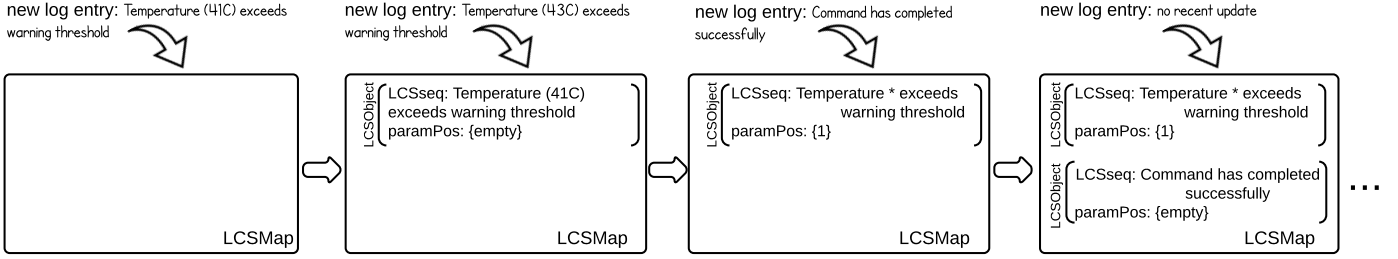 new log entry: Temperature (41C) exceeds
warning threshold
LCSMap
new log entry: Temperature (43C) exceeds
warning threshold
LCSObject
LCSseq: Temperature (41C)
exceeds warning threshold
paramPos: {empty}
LCSMap
new log entry: Command has completed
successfully
LCSObject
LCSseq: Temperature * exceeds
warning threshold
paramPos: {1}
LCSMap
new log entry: no recent update
LCSObject
LCSseq: Temperature * exceeds
warning threshold
paramPos: {1}
LCSObject
LCSseq: Command has completed
successfully
paramPos: {empty}
LCSMap
...